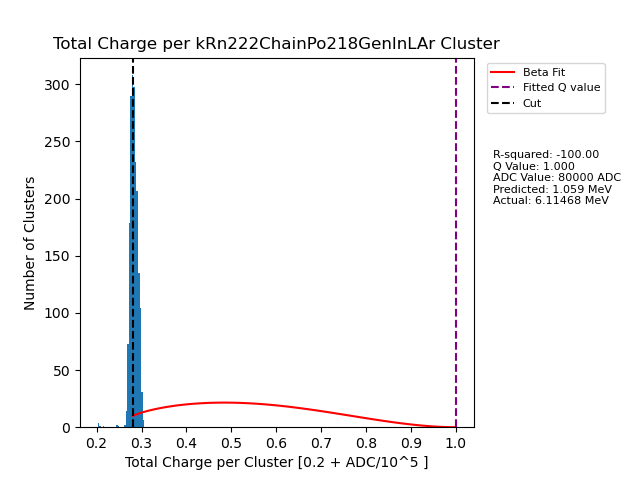 Total Charge per kRn222ChainPo218GenInLAr Cluster
Beta Fit
Fitted Q value
Cut
R-squared: -100.00
Q Value: 1.000
ADC Value: 80000 ADC
Predicted: 1.059 MeV
Actual: 6.11468 MeV
Number of Clusters
300
250
200
150
100
50
0
0.2 0.3 0.4 0.5 0.6 0.7 0.8 0.9 1.0
Total Charge per Cluster [0.2 + ADC/10^5 ]